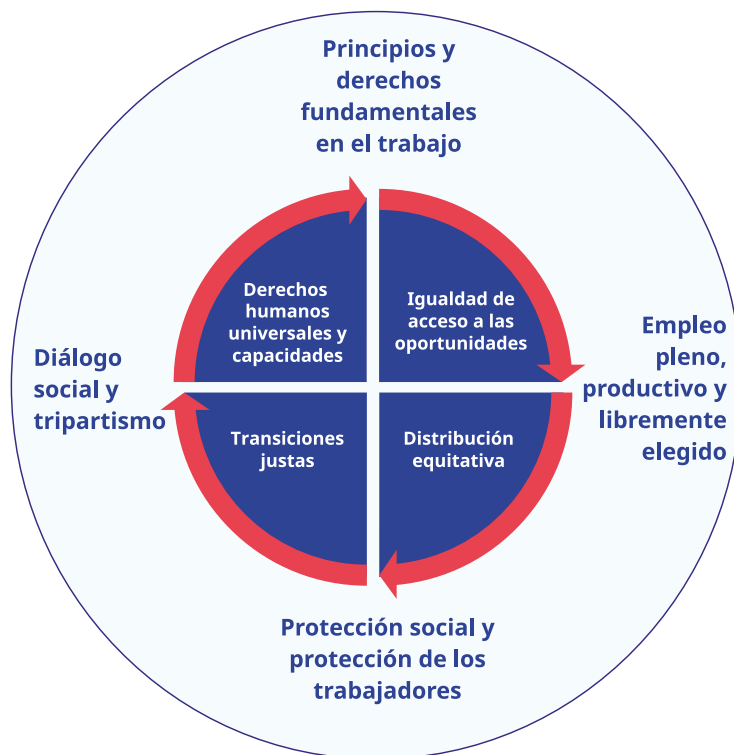 Principios y
derechos
fundamentales
en el trabajo
Derechos
humanos
universales y
capacidades
Igualdad de
acceso a las
oportunidades
Empleo
pleno,
productivo y
libremente
elegido
Diálogo
social y
tripartismo
Transiciones
justas
Distribución
equitativa
Protección social y
protección de los
trabajadores